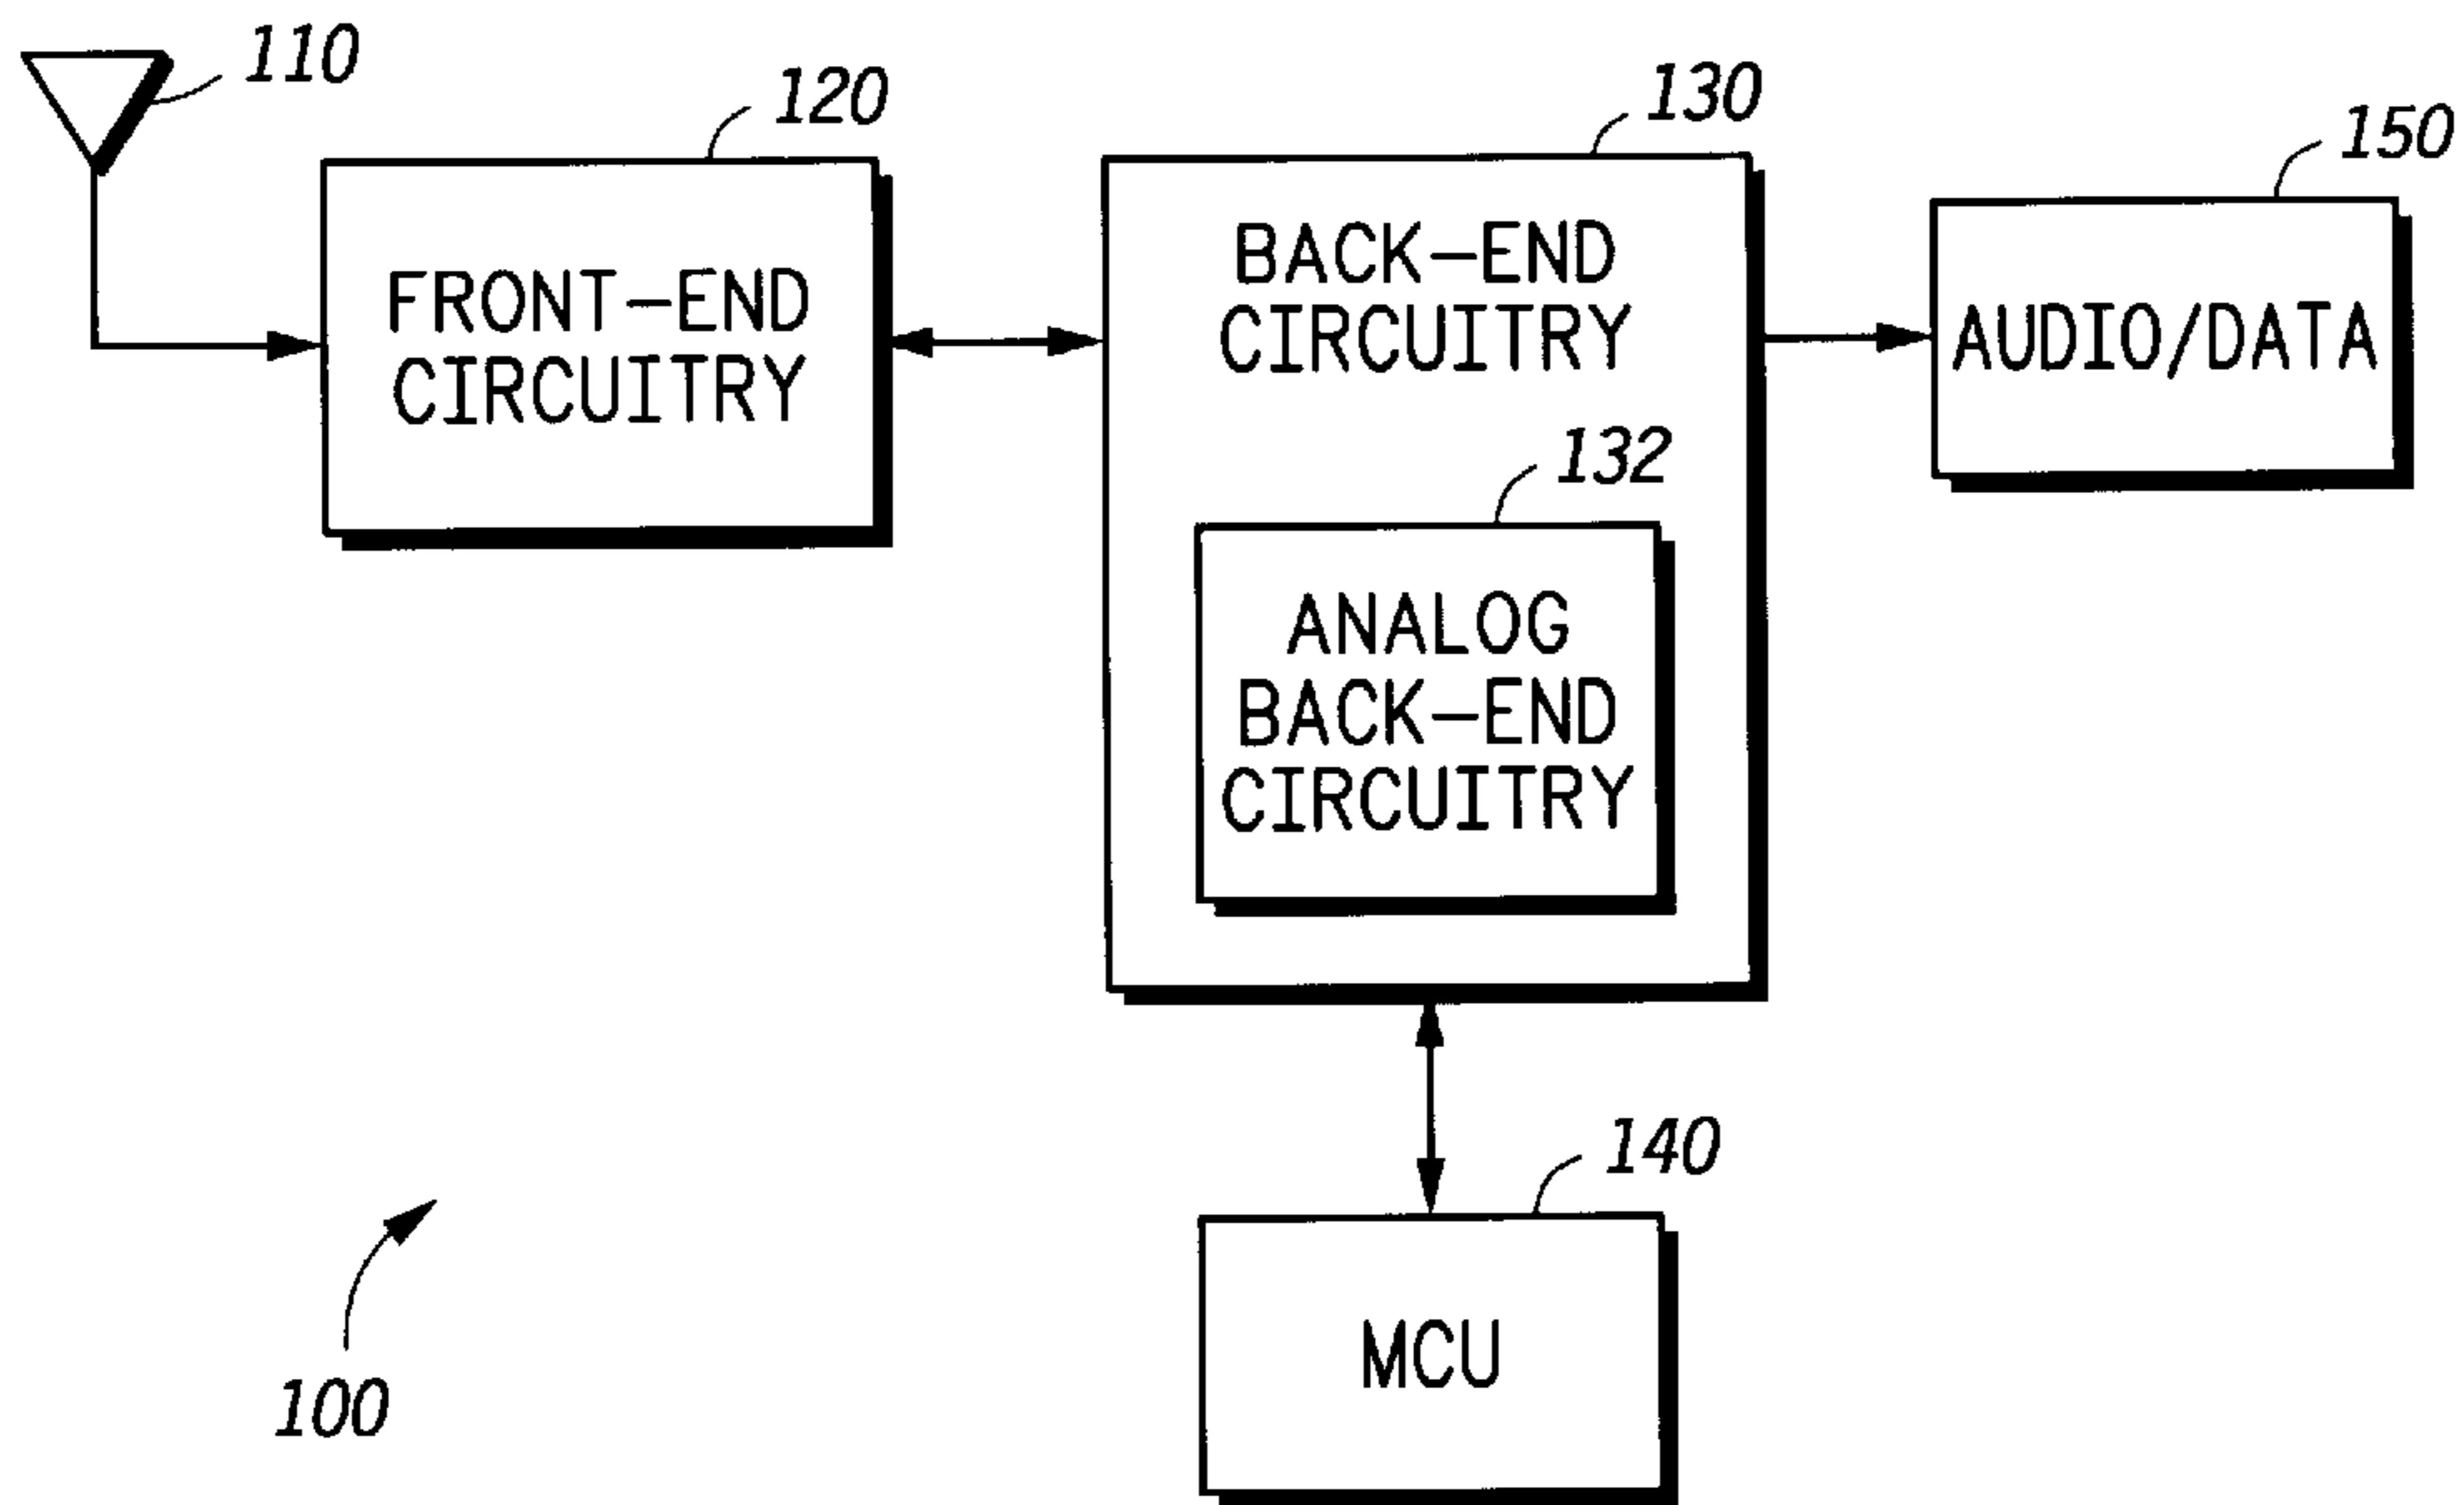 110
120
130
150
FRONT-END
CIRCUITRY
BACK-END
CIRCUITRY
AUDIO/DATA
132
ANALOG
BACK-END
CIRCUITRY
140
MCU
100